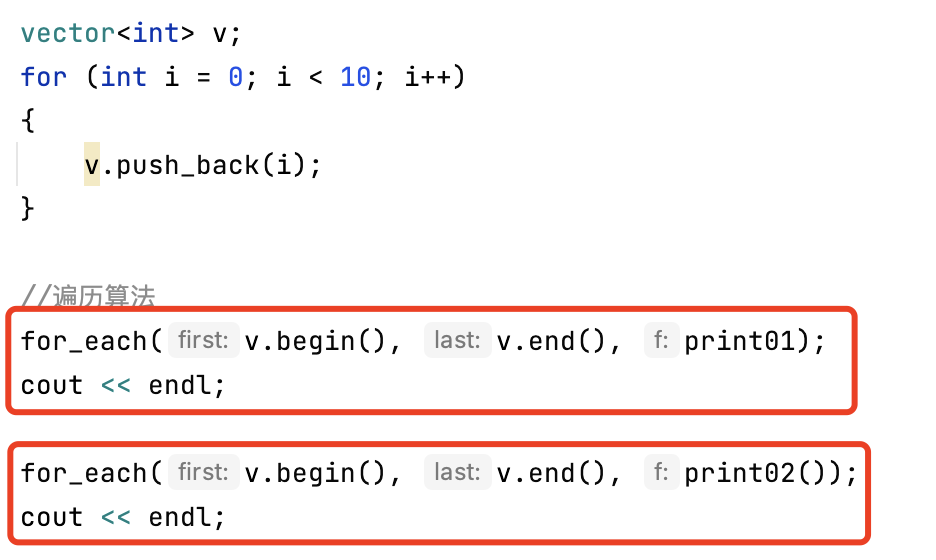 vector<int> v;
for (int i = 0; i < 10; i++)
{
    v.push_back(i);
}
//遍历算法
for_each( first: v.begin(), last: v.end(), f: print01);
cout << endl;
for_each( first: v.begin(), last: v.end(), f: print02());
cout << endl;